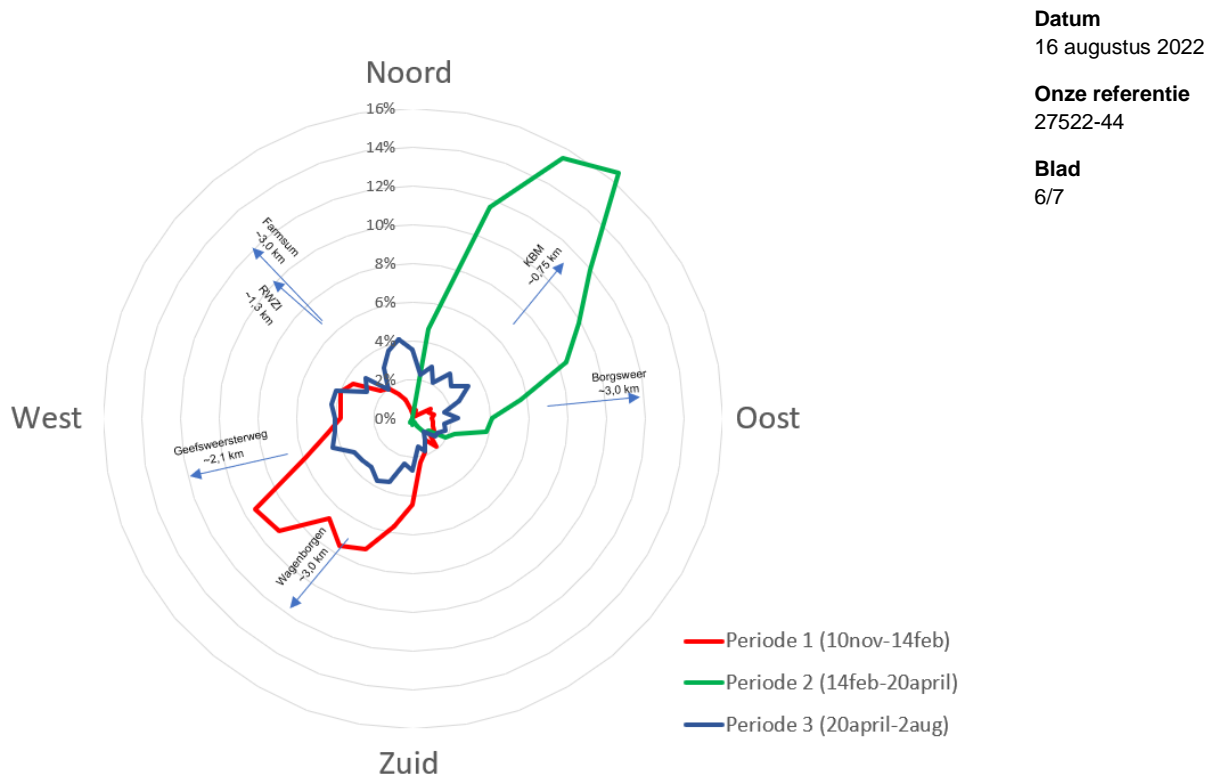 Datum
16 augustus 2022
Onze referentie
27522-44
Blad
6/7
Noord
16%
14%
12%
10%
8%
6%
4%
2%
0%
Farmsum
~3,0 km
RWZI
~1,3 km
KBM
~0,75 km
Borgsweer
~3,0 km
West
Oost
Geefsweersterweg
~2,1 km
Wagenborgen
~3,0 km
Zuid
Periode 1 (10nov-14feb)
Periode 2 (14feb-20april)
Periode 3 (20april-2aug)